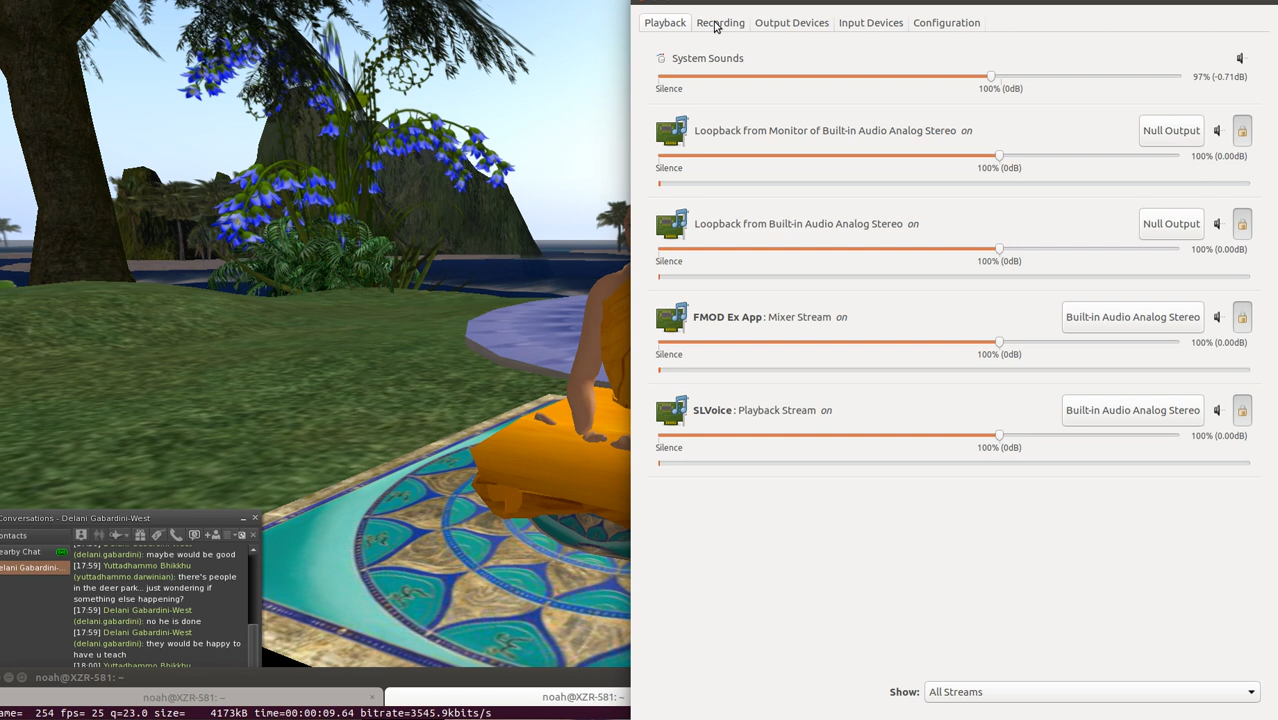 Playback Recording Output Devices Input Devices Configuration
System Sounds
97% (-0.71dB)
Silence 100% (0dB)
Loopback from Monitor of Built-in Audio Analog Stereo on Null Output
100% (0.00dB)
Silence 100% (0dB)
Loopback from Built-in Audio Analog Stereo on Null Output
100% (0.00dB)
Silence 100% (0dB)
FMOD Ex App : Mixer Stream on Built-in Audio Analog Stereo
100% (0.00dB)
Silence 100% (0dB)
SLVoice : Playback Stream on Built-in Audio Analog Stereo
100% (0.00dB)
Silence 100% (0dB)
Show: All Streams
Conversations - Delani Gabardini-West
ontacts
earby Chat
elani Gabardini-...
(delani.gabardini): maybe would be good
[17:59] Yuttadhammo Bhikkhu
(yuttadhammo.darwinian): there's people
in the deer park... just wondering if
something else happening?
[17:59] Delani Gabardini-West
(delani.gabardini): no he is done
[17:59] Delani Gabardini-West
(delani.gabardini): they would be happy to
have u teach
[18:00] Yuttadhammo Bhikkhu
noah@XZR-581: ~
noah@XZR-581: ~ noah@XZR-581: ~
ame= 254 fps= 25 q=23.0 size= 4173kB time=00:00:09.64 bitrate=3545.9kbits/s